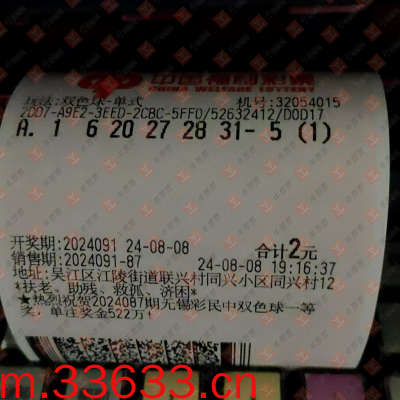 中国福利彩票
CHINA WELFARE LOTTERY
玩法:双色球-单式 机号:32054015
2DD7-A9E2-3EED-2CBC-5FF0/52632412/D0D17
A. 1 6 20 27 28 31- 5 (1)
开奖期:2024091 24-08-08 合计2元
销售期:2024091-87 24-08-08 19:16:37
地址:吴江区江陵街道联兴村同兴小区同兴村12
*扶老、助残、救孤、济困*
★热烈祝贺2024087期无锡彩民中双色球一等
奖,单注奖金522万!
m.33633.cn